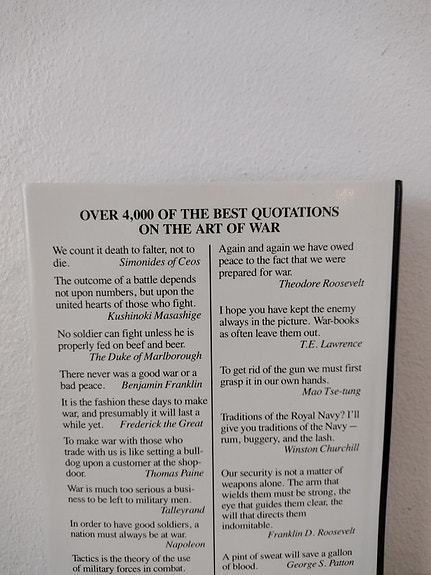 OVER 4,000 OF THE BEST QUOTATIONS
ON THE ART OF WAR
We count it death to falter, not to
die. Simonides of Ceos
The outcome of a battle depends
not upon numbers, but upon the
united hearts of those who fight.
Kushinoki Masashige
No soldier can fight unless he is
properly fed on beef and beer.
The Duke of Marlborough
There never was a good war or a
bad peace. Benjamin Franklin
It is the fashion these days to make
war, and presumably it will last a
while yet. Frederick the Great
To make war with those who
trade with us is like setting a bull-
dog upon a customer at the shop-
door. Thomas Paine
War is much too serious a busi-
ness to be left to military men.
Talleyrand
In order to have good soldiers, a
nation must always be at war.
Napoleon
Tactics is the theory of the use
of military forces in combat.
Again and again we have owed
peace to the fact that we were
prepared for war.
Theodore Roosevelt
I hope you have kept the enemy
always in the picture. War-books
as often leave them out.
T.E. Lawrence
To get rid of the gun we must first
grasp it in our own hands.
Mao Tse-tung
Traditions of the Royal Navy? I'll
give you traditions of the Navy —
rum, buggery, and the lash.
Winston Churchill
Our security is not a matter of
weapons alone. The arm that
wields them must be strong, the
eye that guides them clear, the
will that directs them
indomitable.
Franklin D. Roosevelt
A pint of sweat will save a gallon
of blood. George S. Patton